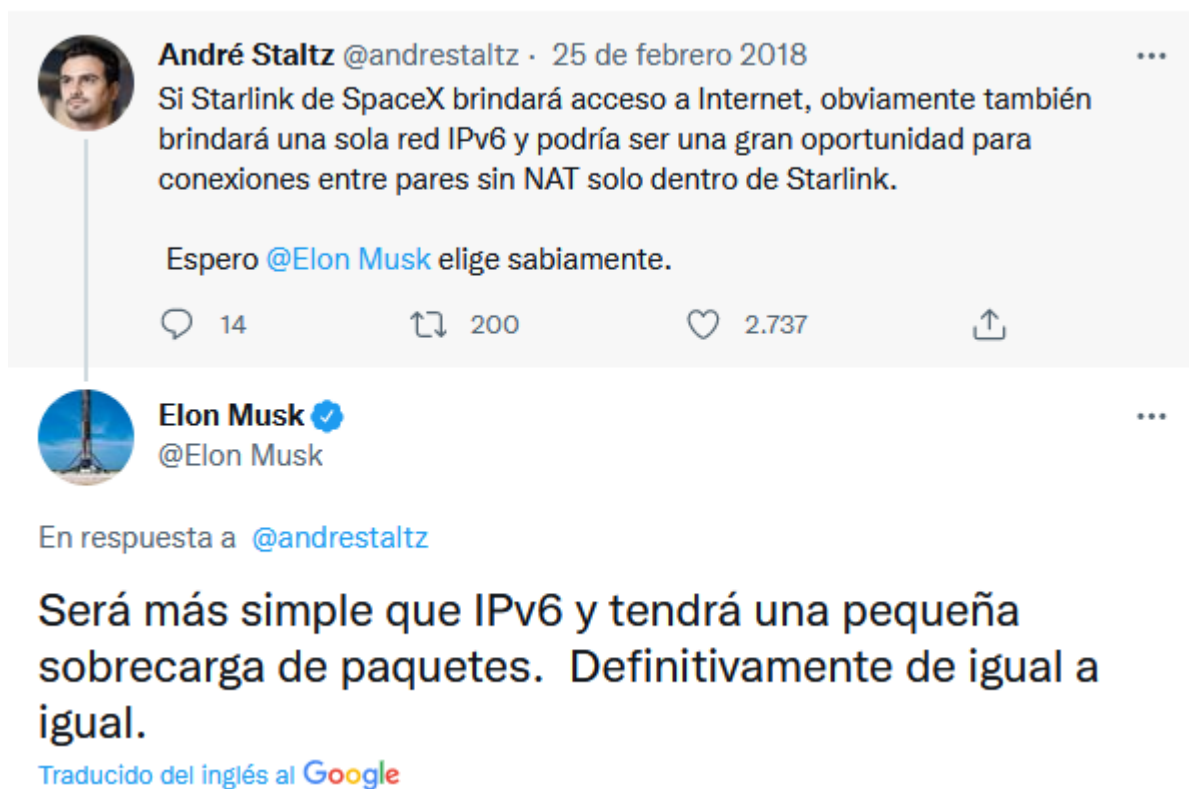 André Staltz @andrestaltz · 25 de febrero 2018
Si Starlink de SpaceX brindará acceso a Internet, obviamente también
brindará una sola red IPv6 y podría ser una gran oportunidad para
conexiones entre pares sin NAT solo dentro de Starlink.
Espero @Elon Musk elige sabiamente.
14 200 2.737
Elon Musk
@Elon Musk
En respuesta a @andrestaltz
Será más simple que IPv6 y tendrá una pequeña
sobrecarga de paquetes. Definitivamente de igual a
igual.
Traducido del inglés al Google